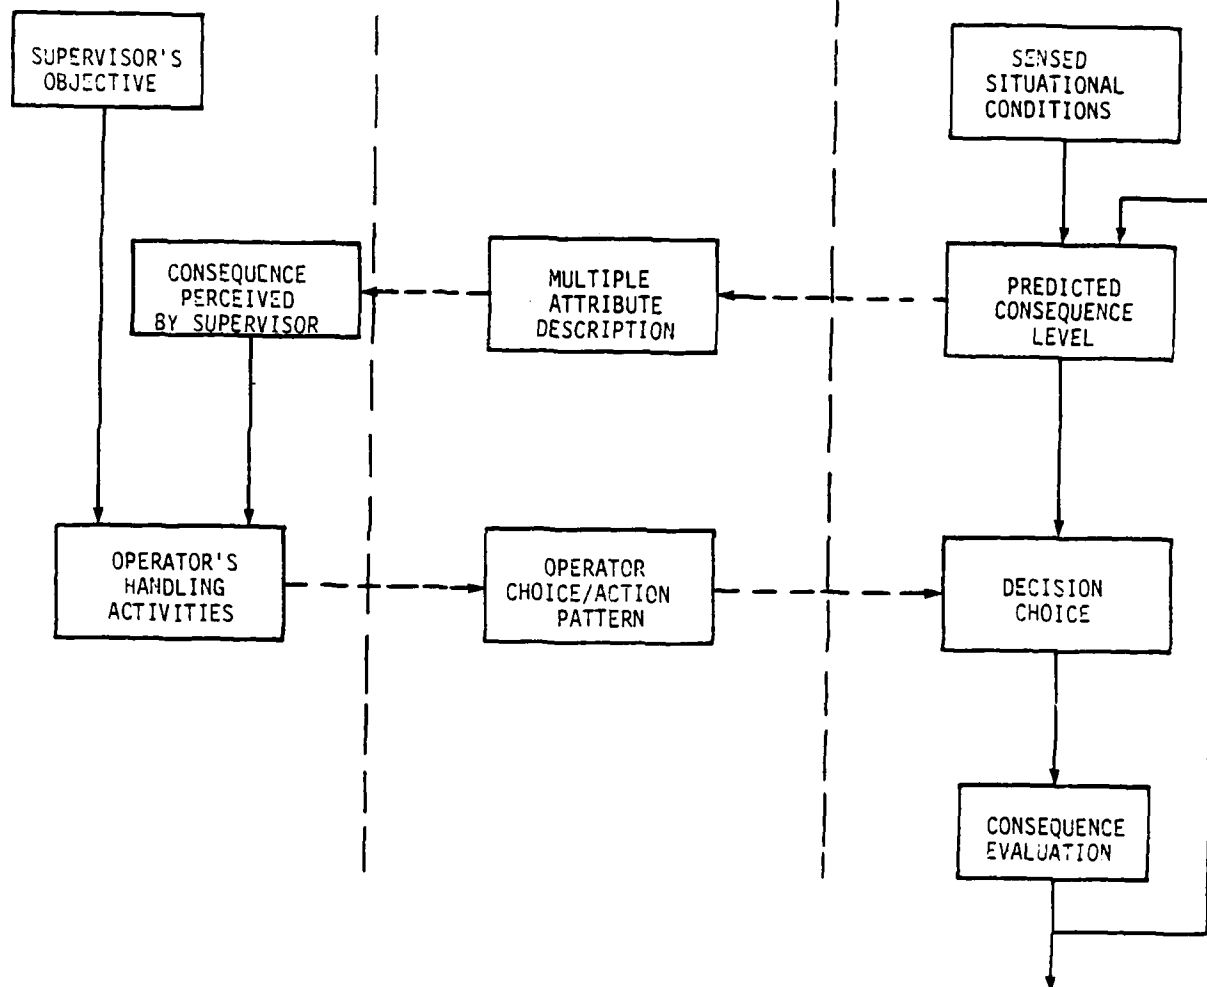 SUPERVISOR'S
OBJECTIVE
SENSED
SITUATIONAL
CONDITIONS
CONSEQUENCE
PERCEIVED
BY SUPERVISOR
MULTIPLE
ATTRIBUTE
DESCRIPTION
PREDICTED
CONSEQUENCE
LEVEL
OPERATOR'S
HANDLING
ACTIVITIES
OPERATOR
CHOICE/ACTION
PATTERN
DECISION
CHOICE
CONSEQUENCE
EVALUATION